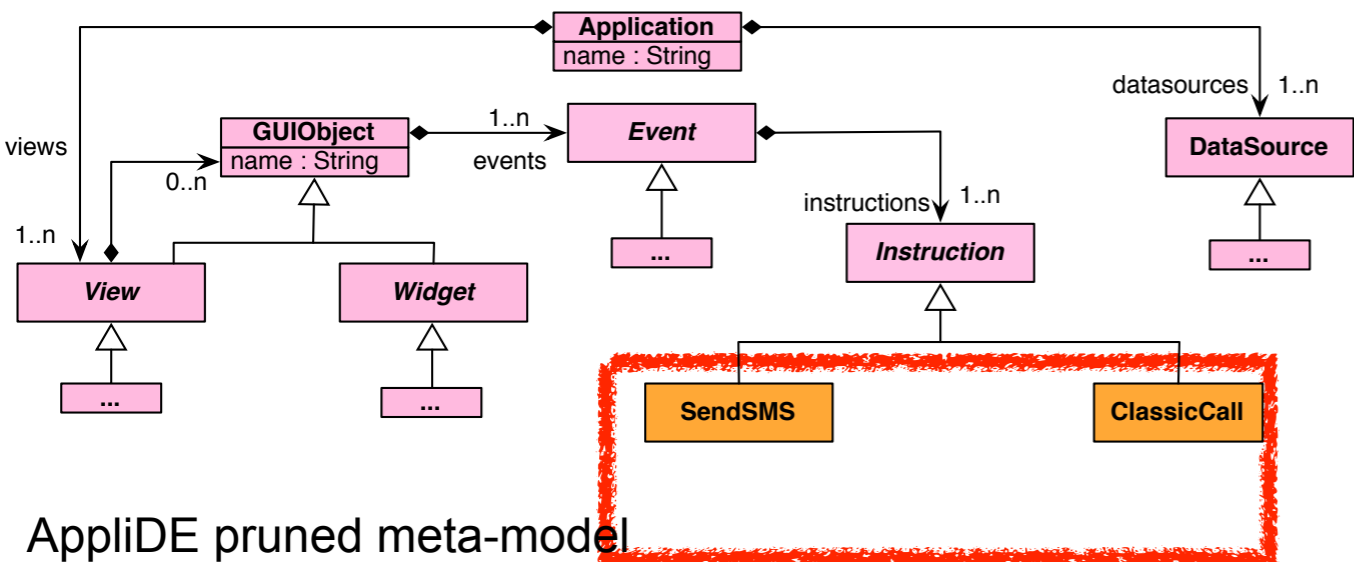 Application
name : String
datasources 1..n
views
GUIObject
name : String
1..n
events
Event
DataSource
0..n
instructions 1..n
1..n
...
Instruction
...
View
Widget
...
...
SendSMS
ClassicCall
AppliDE pruned meta-model